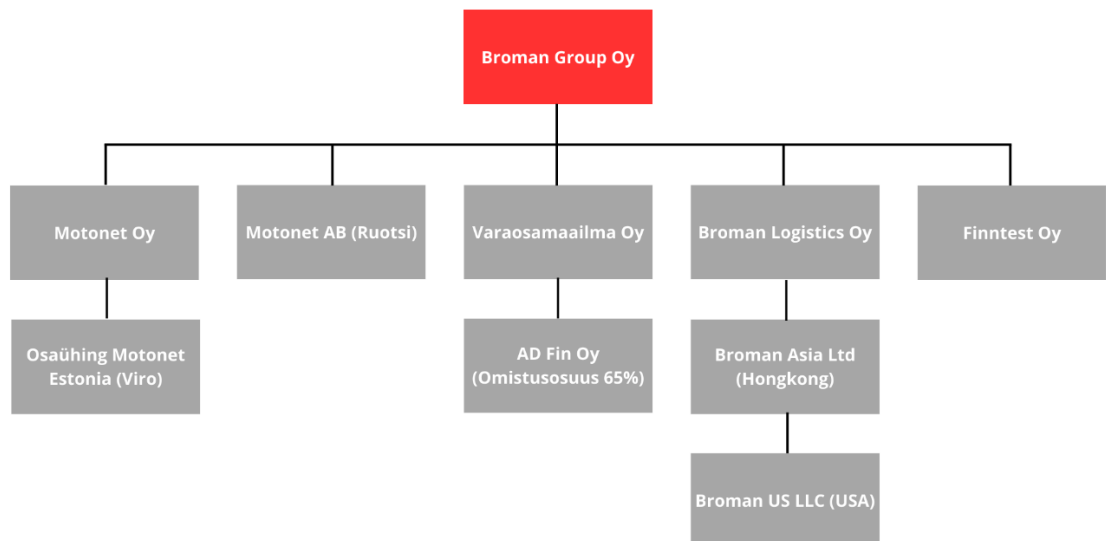 Broman Group Oy
Motonet Oy
Motonet AB (Ruotsi)
Varaosamaailma Oy
Broman Logistics Oy
Finntest Oy
Osaühing Motonet
Estonia (Viro)
AD Fin Oy
(Omistusosuus 65%)
Broman Asia Ltd
(Hongkong)
Broman US LLC (USA)